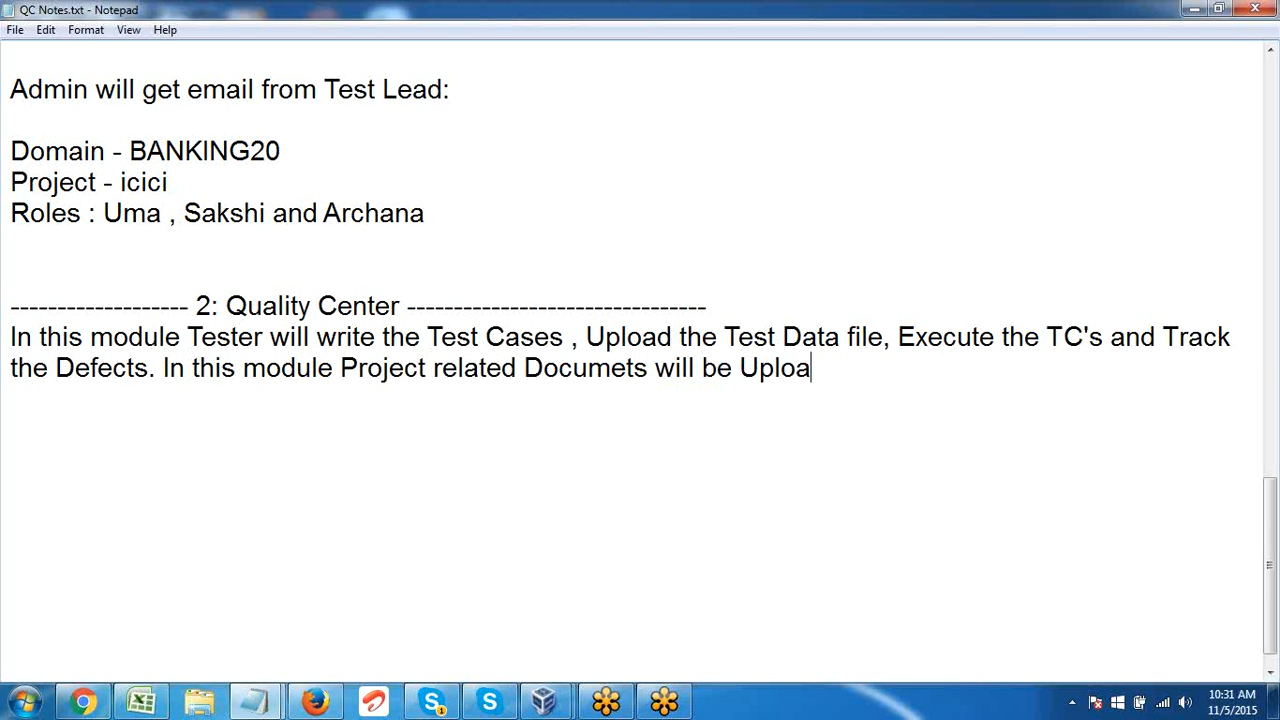 QC Notes.txt - Notepad
File Edit Format View Help
Admin will get email from Test Lead:
Domain - BANKING20
Project - icici
Roles : Uma , Sakshi and Archana
------------------- 2: Quality Center --------------------------------
In this module Tester will write the Test Cases , Upload the Test Data file, Execute the TC's and Track
the Defects. In this module Project related Documets will be Uploa
10:31 AM
11/5/2015